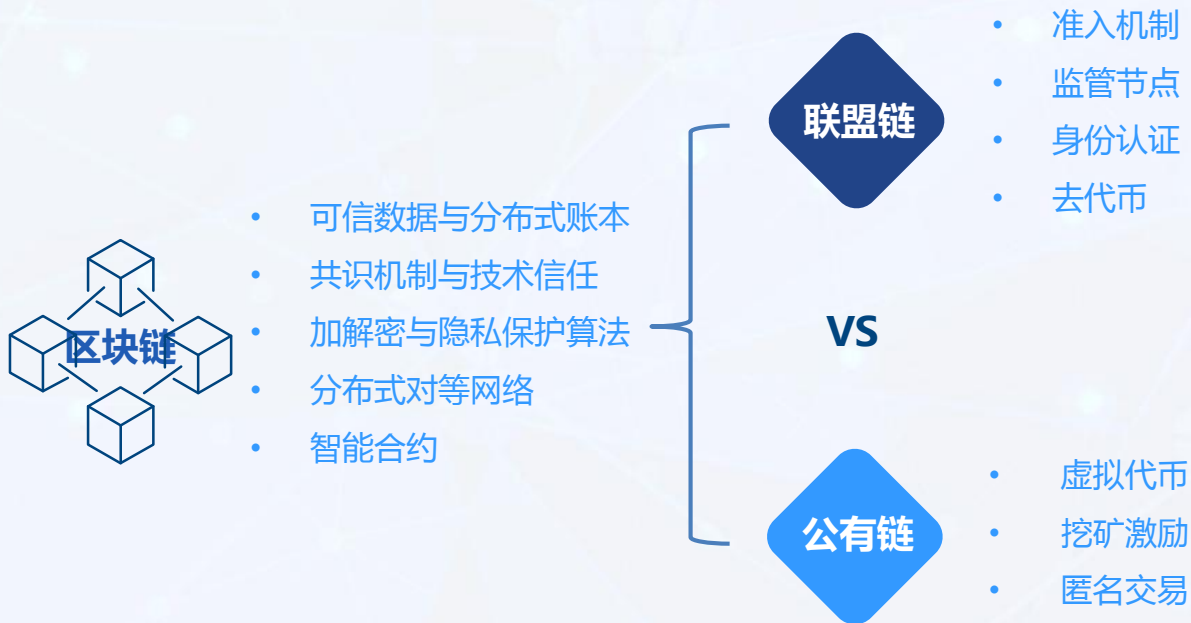 区块链
• 可信数据与分布式账本
• 共识机制与技术信任
• 加解密与隐私保护算法
• 分布式对等网络
• 智能合约
联盟链
• 准入机制
• 监管节点
• 身份认证
• 去代币
VS
公有链
• 虚拟代币
• 挖矿激励
• 匿名交易